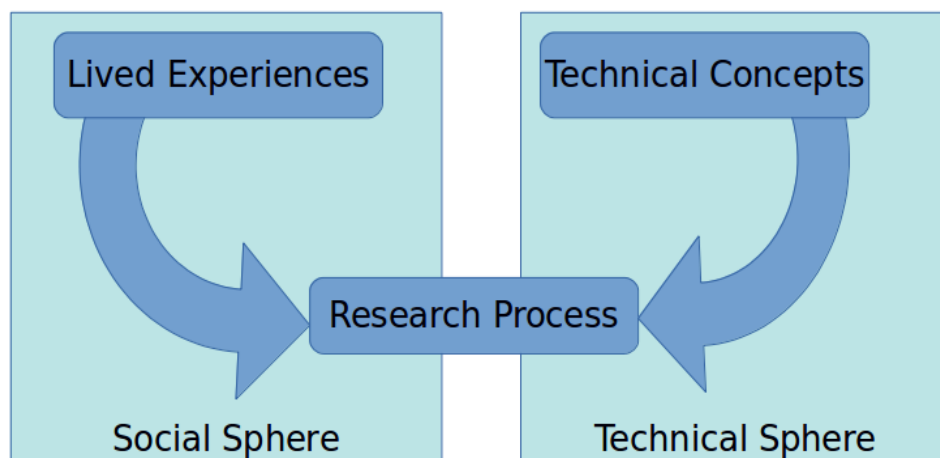 Lived Experiences
Technical Concepts
Research Process
Social Sphere
Technical Sphere